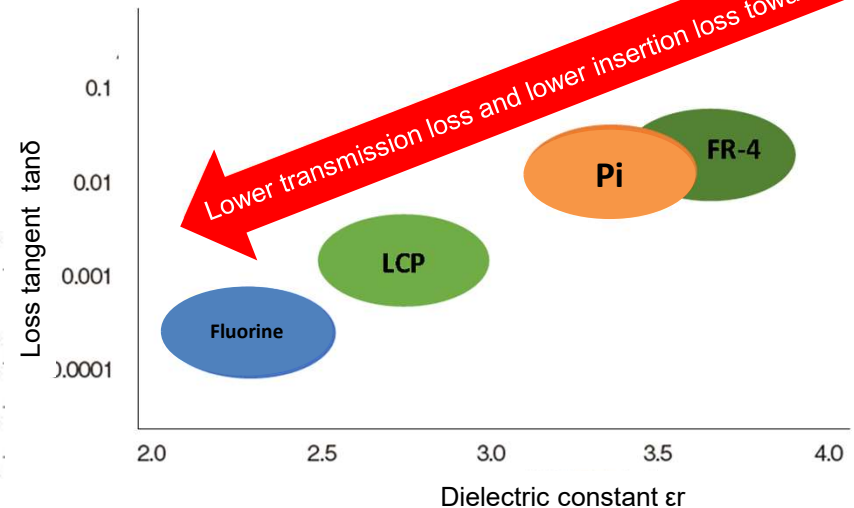 Lower transmission loss and lower insertion loss
Loss tangent tanδ
0.1
0.01
0.001
0.0001
FR-4
Pi
LCP
Fluorine
2.0 2.5 3.0 3.5 4.0
Dielectric constant εr